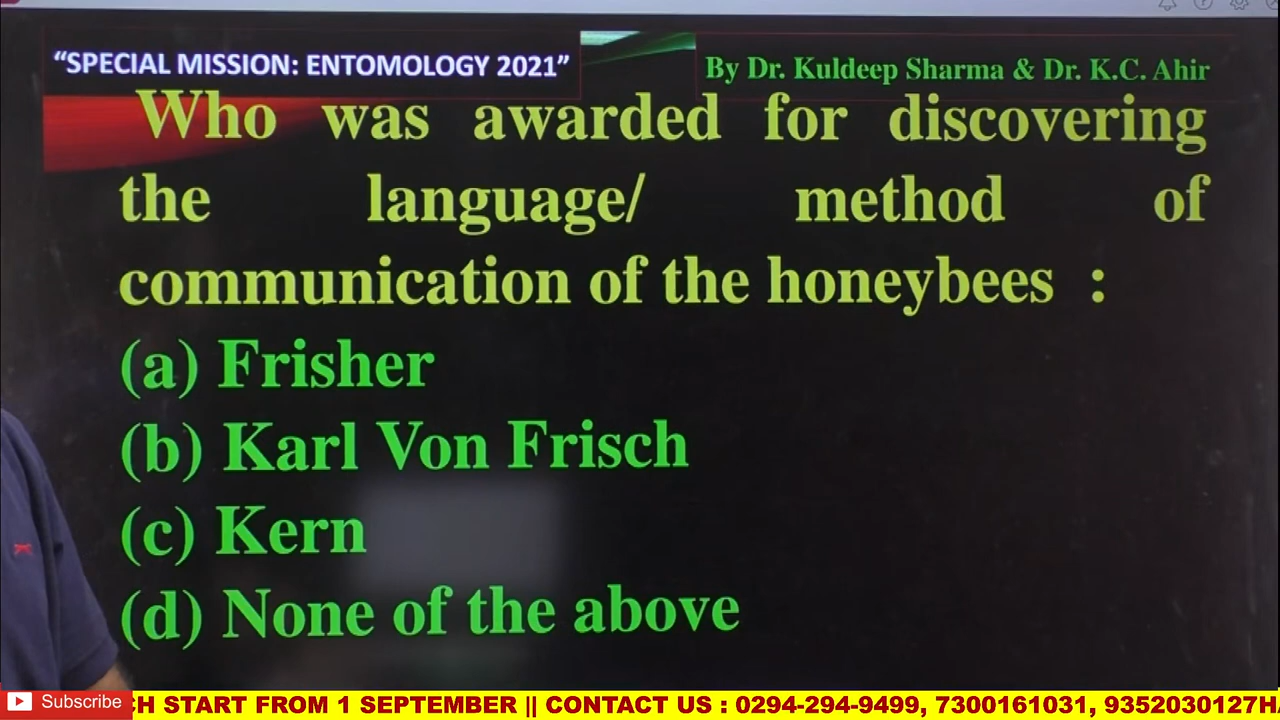 “SPECIAL MISSION: ENTOMOLOGY 2021”
By Dr. Kuldeep Sharma & Dr. K.C. Ahir
Who was awarded for discovering
the language/ method of
communication of the honeybees :
(a) Frisher
(b) Karl Von Frisch
(c) Kern
(d) None of the above
Subscribe
CH START FROM 1 SEPTEMBER || CONTACT US : 0294-294-9499, 7300161031, 9352030127H